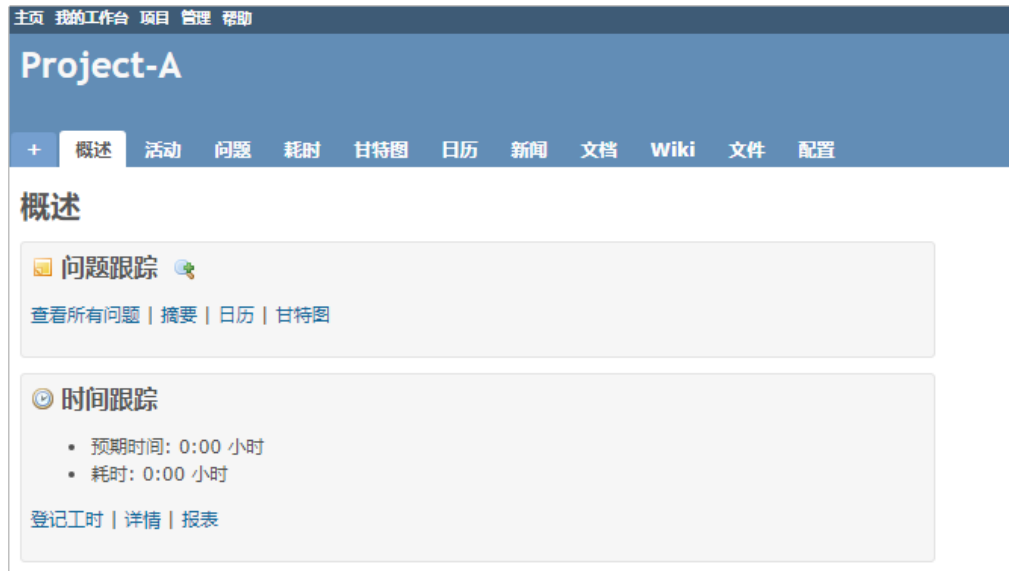 主页 我的工作台 项目 管理 帮助
Project-A
+ 概述 活动 问题 耗时 甘特图 日历 新闻 文档 Wiki 文件 配置
概述
问题跟踪
查看所有问题 | 摘要 | 日历 | 甘特图
时间跟踪
• 预期时间: 0:00 小时
• 耗时: 0:00 小时
登记工时 | 详情 | 报表